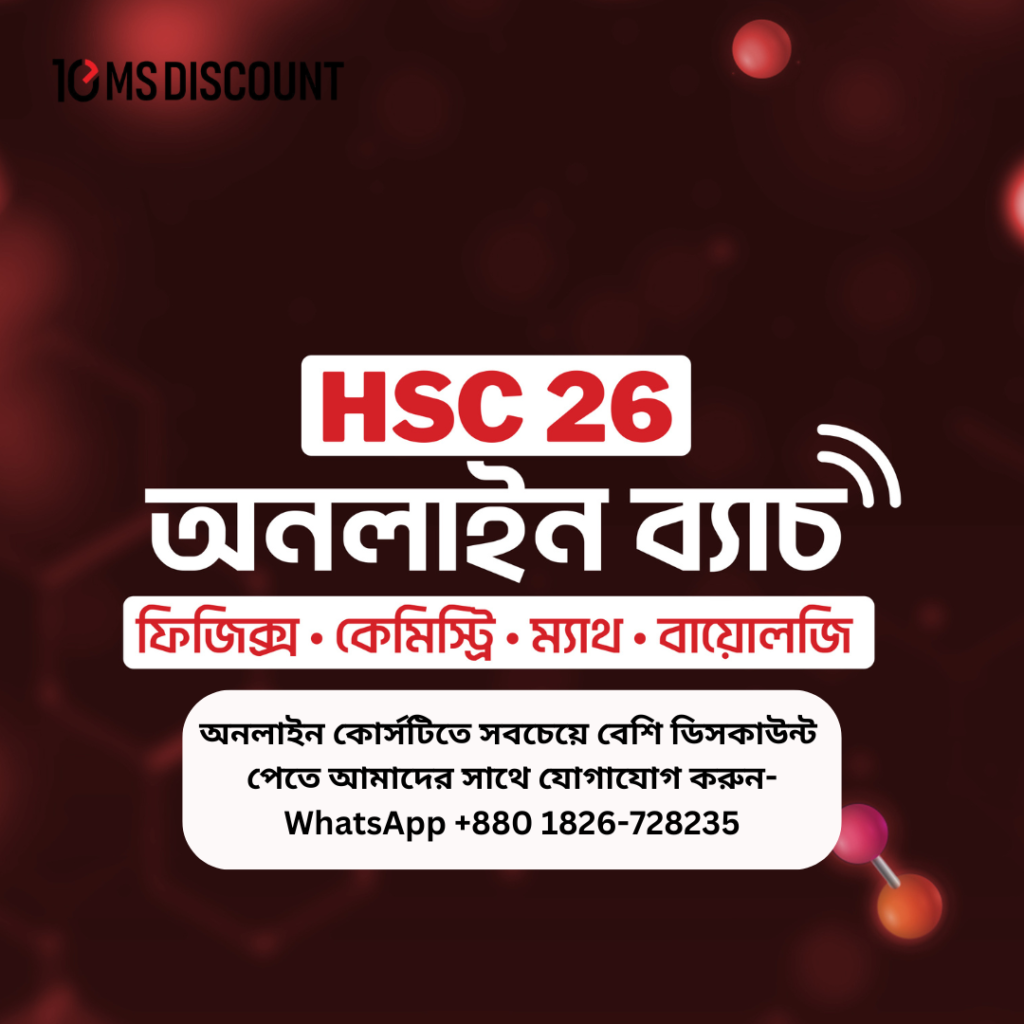 10MS DISCOUNT
HSC 26
অনলাইন ব্যাচ
ফিজিক্স • কেমিস্ট্রি • ম্যাথ • বায়োলজি
অনলাইন কোর্সটিতে সবচেয়ে বেশি ডিসকাউন্ট
পেতে আমাদের সাথে যোগাযোগ করুন-
WhatsApp +880 1826-728235